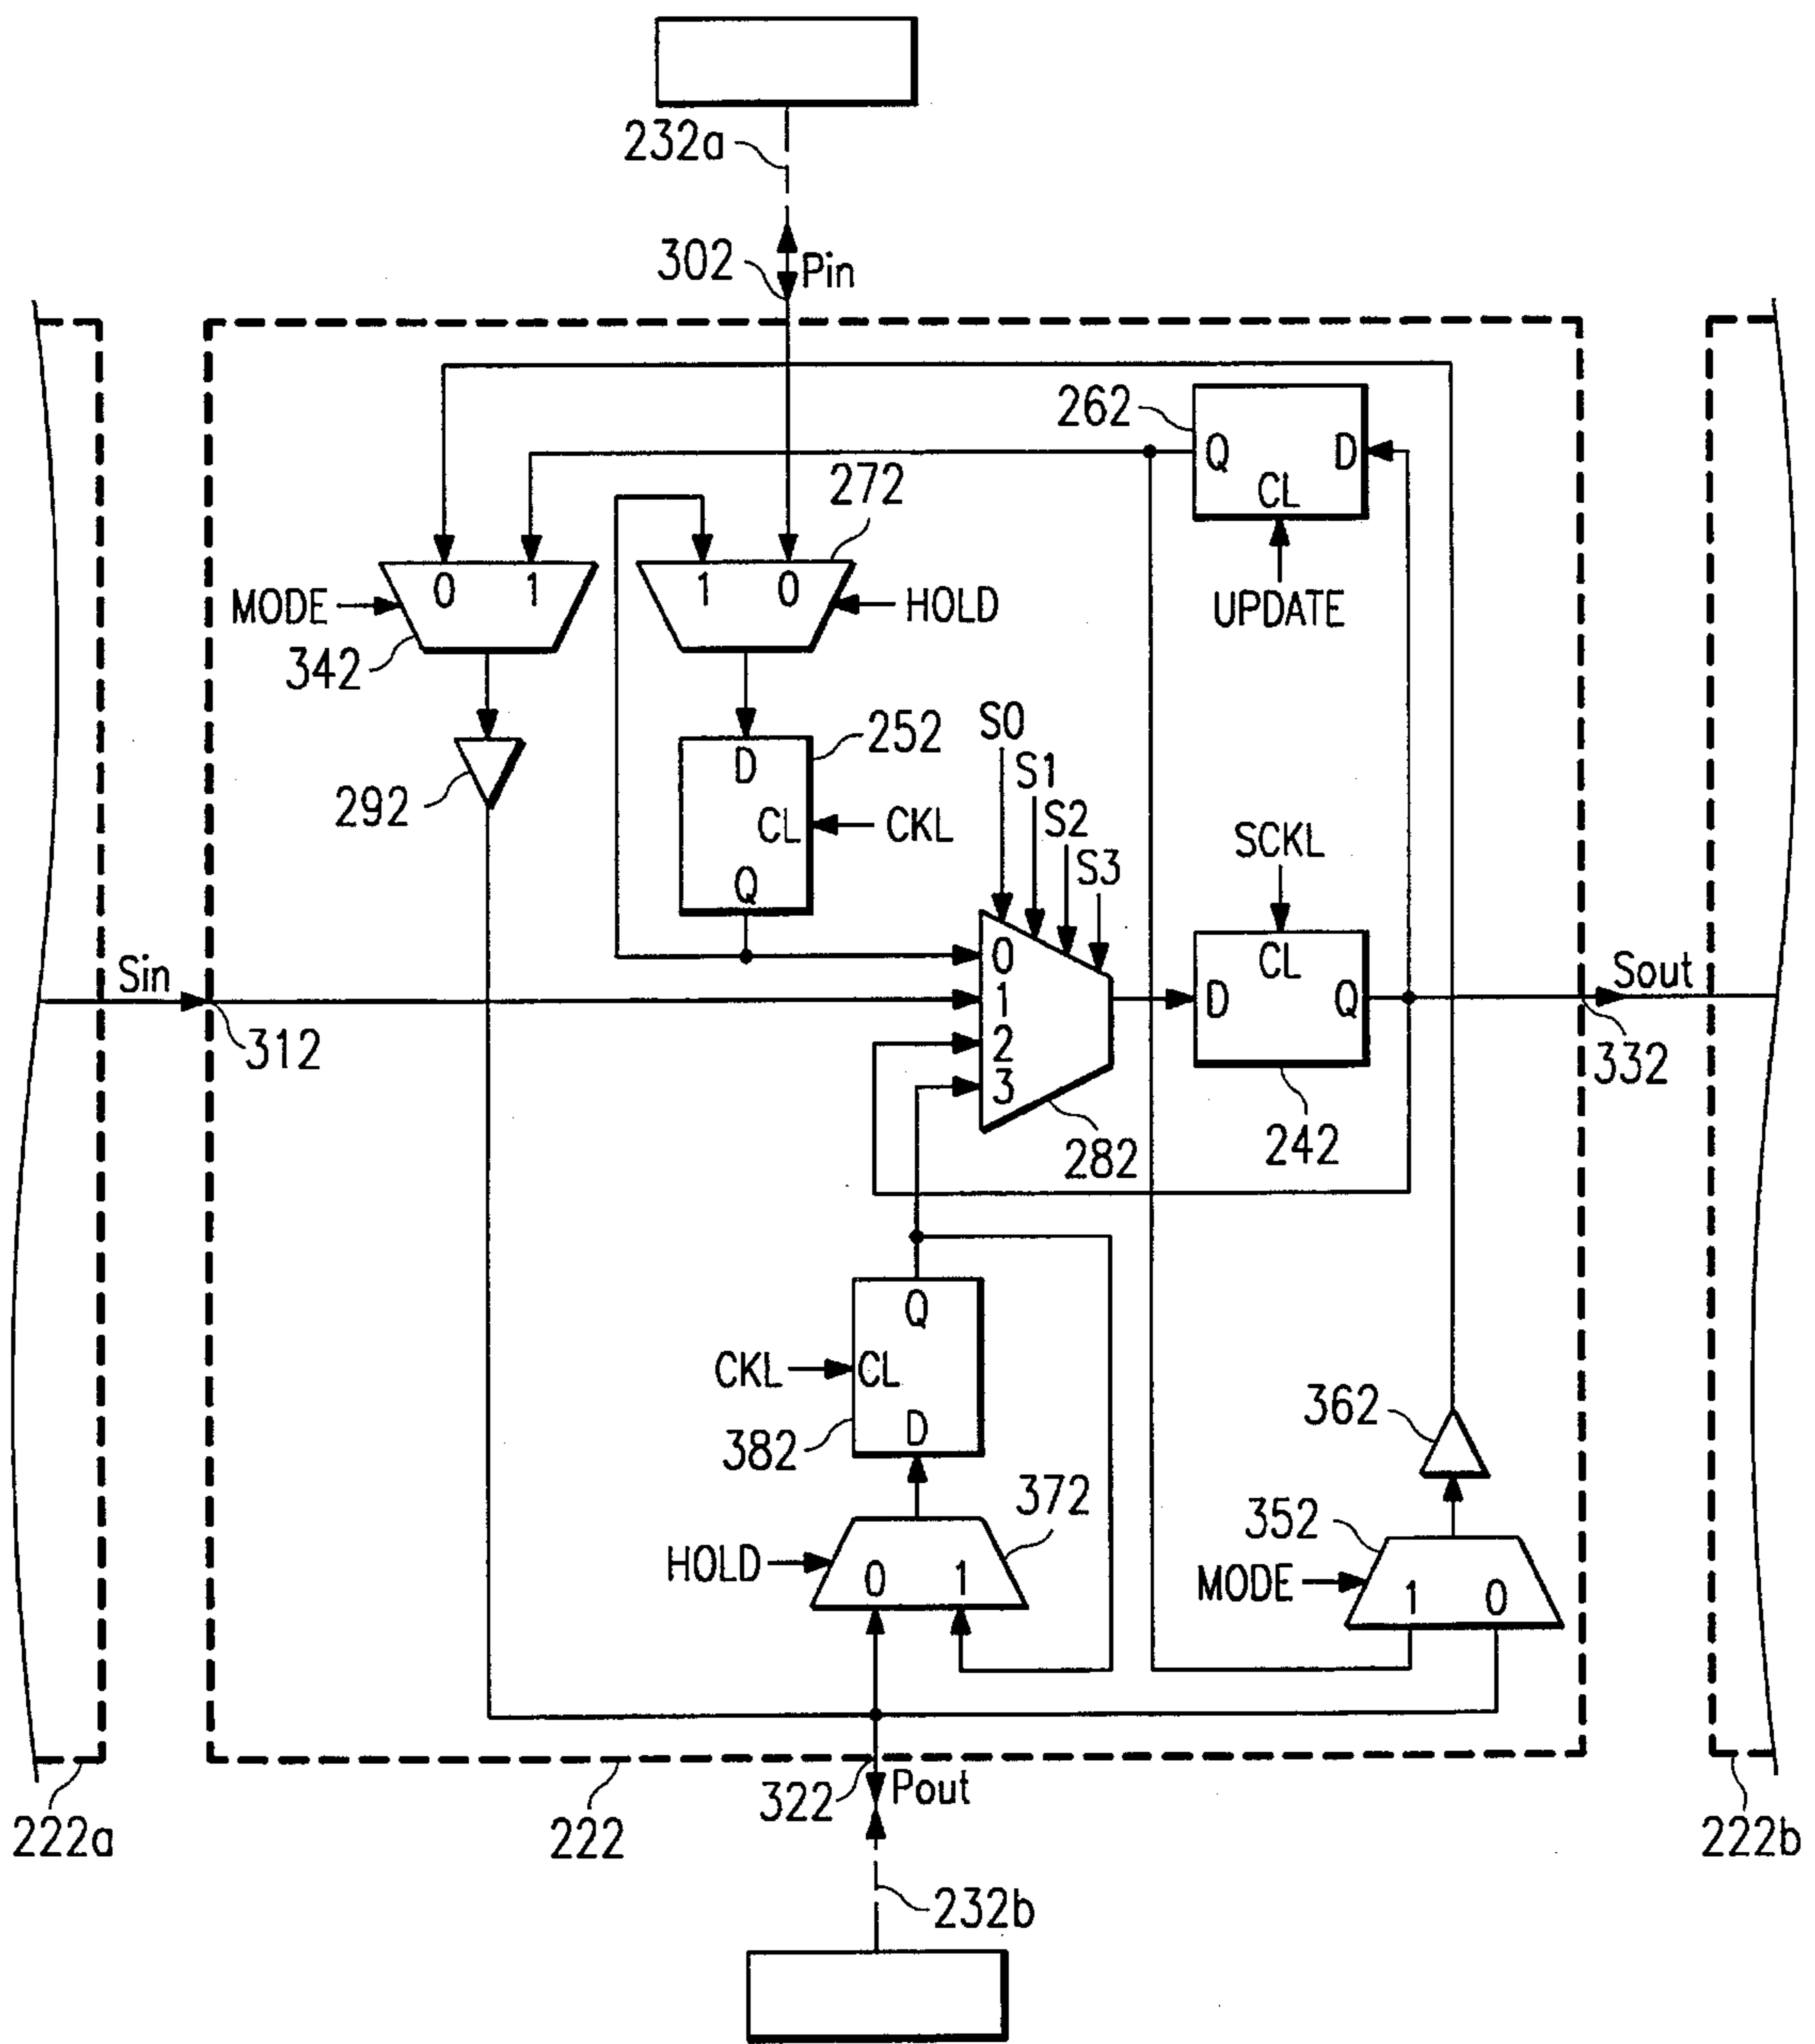 232a
302
Pin
262
Q
D
CL
272
UPDATE
MODE
0
1
342
1
0
HOLD
292
252
D
CL
CKL
Q
S0
S1
S2
S3
SCKL
Sin
312
0
1
2
3
282
CL
D
Q
242
Sout
332
Q
CKL
CL
D
382
372
HOLD
0
1
362
352
MODE
1
0
322
Pout
222a
222
222b
232b